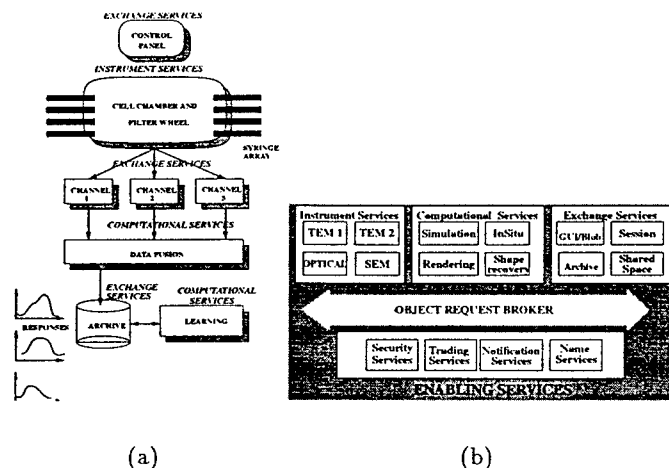 EXCHANGE SERVICES
CONTROL
PANEL
INSTRUMENT SERVICES
CELL CHAMBER AND
FILTER WHEEL
SYRINGE
ARRAY
EXCHANGE SERVICES
CHANNEL
1
CHANNEL
2
CHANNEL
3
COMPUTATIONAL SERVICES
DATA FUSION
EXCHANGE
SERVICES
COMPUTATIONAL
SERVICES
RESPONSES
ARCHIVE
LEARNING
(a)
Instrument Services
TEM 1
TEM 2
OPTICAL
SEM
Computational Services
Simulation
InSitu
Rendering
Shape
recovers
Exchange Services
GUI/Blob
Session
Archive
Shared
Space
OBJECT REQUEST BROKER
Security
Services
Trading
Services
Notification
Services
Name
Services
ENABLING SERVICES
(b)